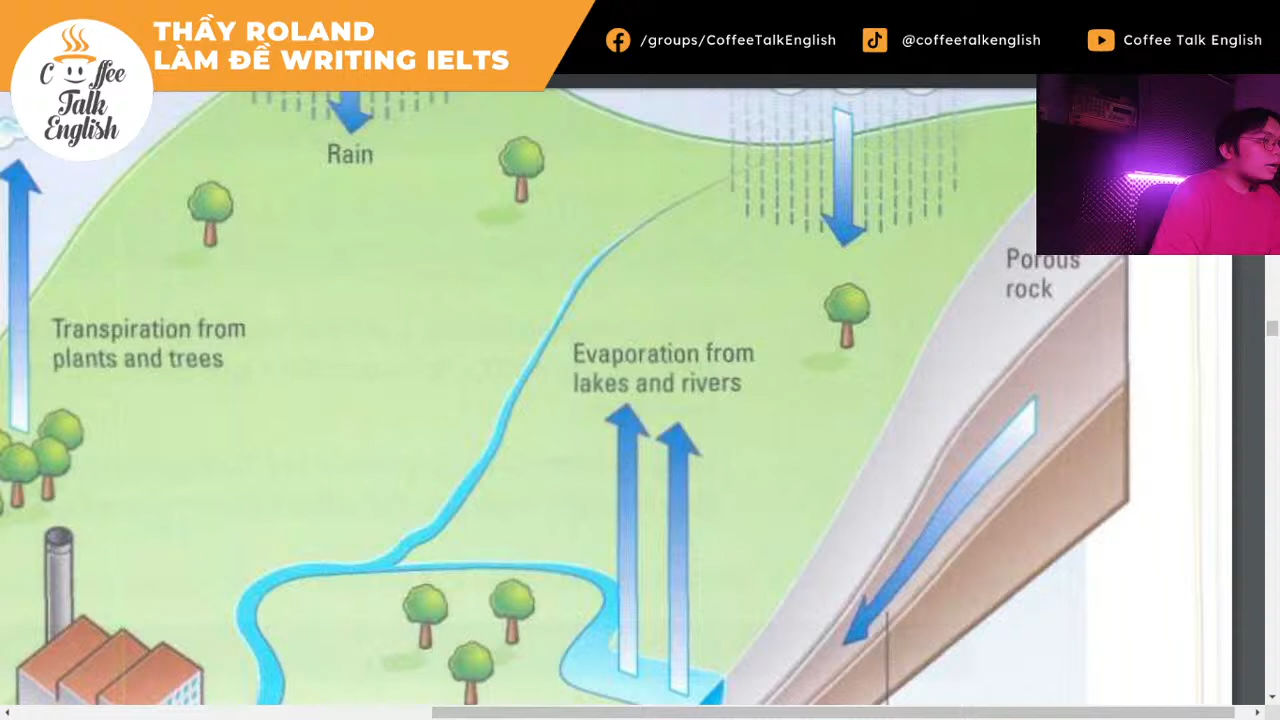 THẦY ROLAND
LÀM ĐỀ WRITING IELTS
/groups/CoffeeTalkEnglish
@coffeetalkenglish
Coffee Talk English
Coffee
Talk
English
Rain
Porous
rock
Transpiration from
plants and trees
Evaporation from
lakes and rivers